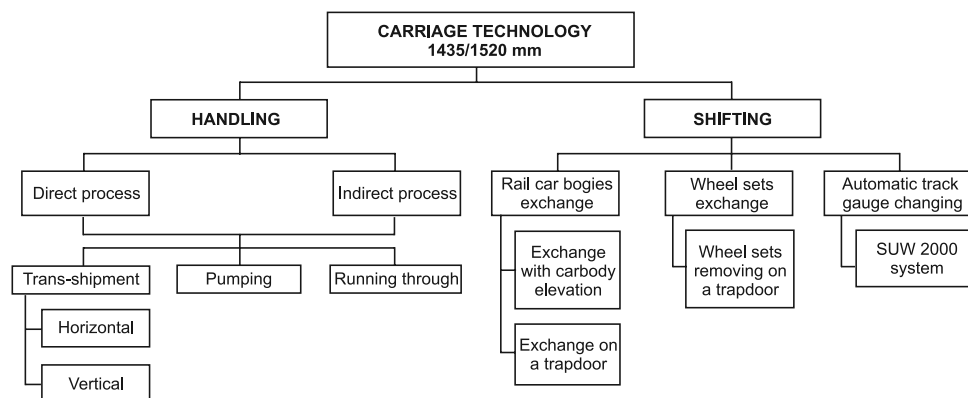 CARRIAGE TECHNOLOGY
1435/1520 mm
HANDLING
SHIFTING
Direct process
Indirect process
Rail car bogies
exchange
Wheel sets
exchange
Automatic track
gauge changing
Trans-shipment
Pumping
Running through
Horizontal
Vertical
Exchange
with carbody
elevation
Exchange on
a trapdoor
Wheel sets
removing on
a trapdoor
SUW 2000
system